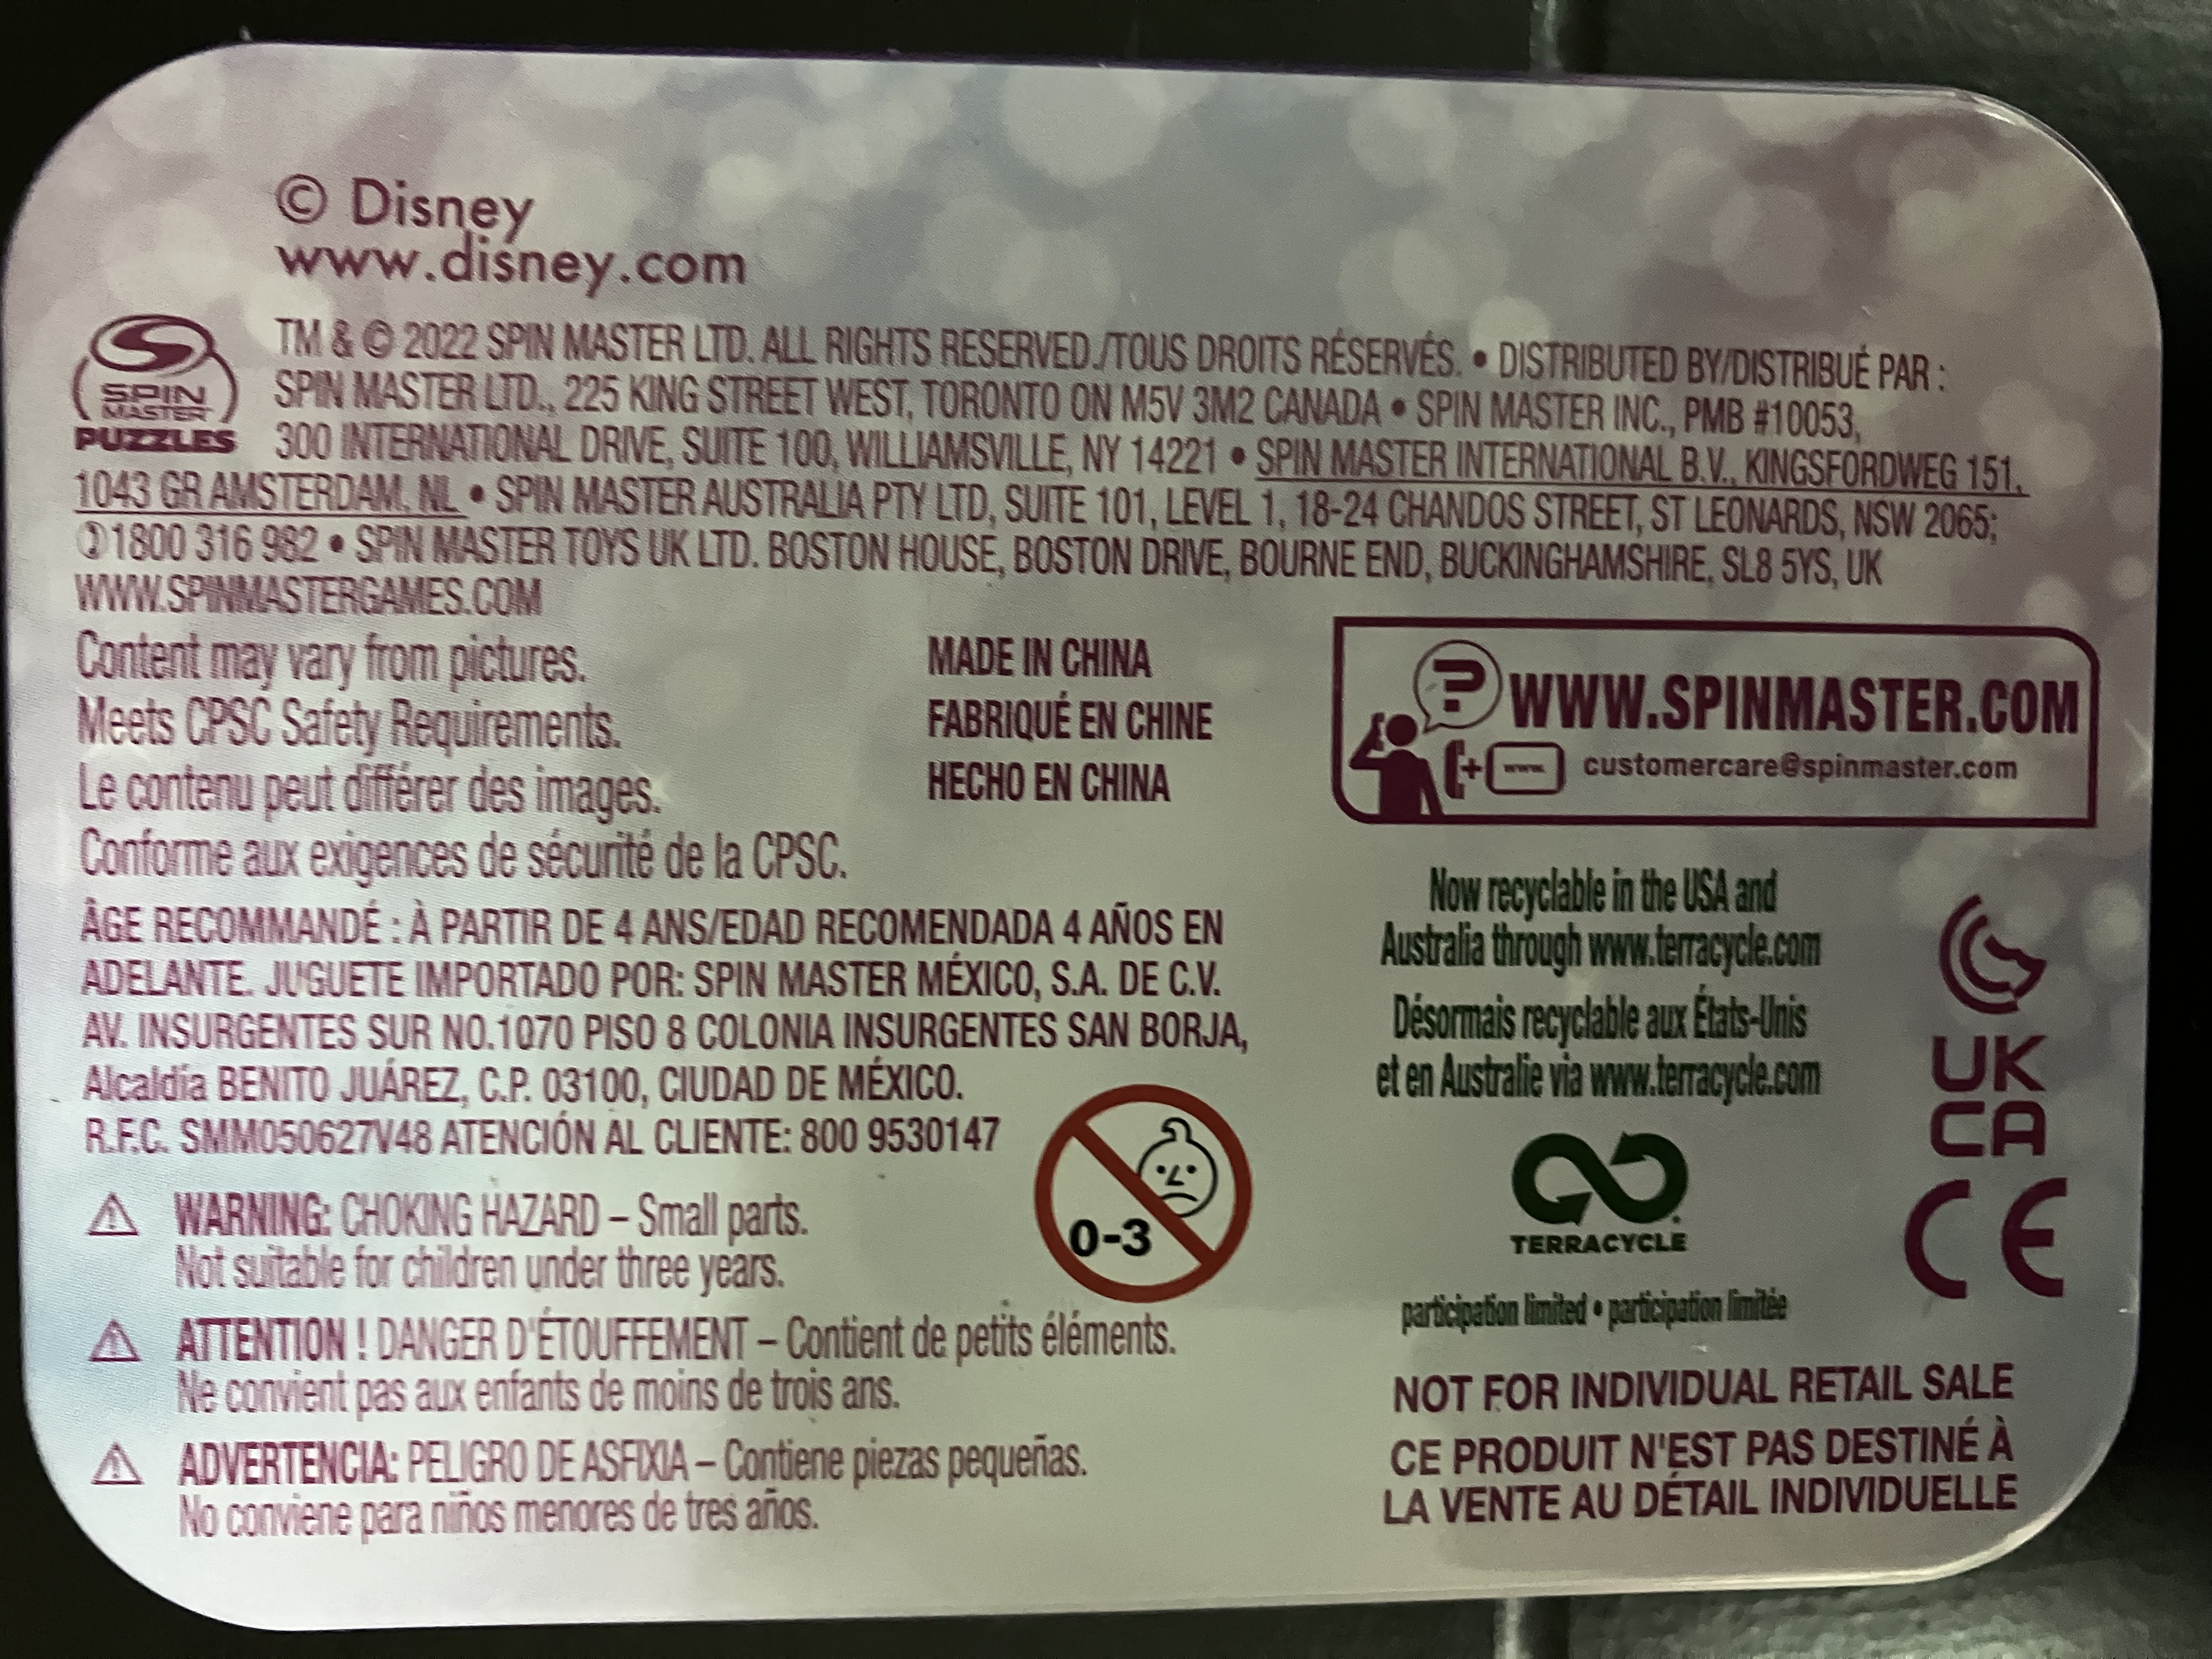 © Disney
www.disney.com
SPIN
MASTER
PUZZLES
TM & © 2022 SPIN MASTER LTD. ALL RIGHTS RESERVED./TOUS DROITS RÉSERVÉS. • DISTRIBUTED BY/DISTRIBUÉ PAR :
SPIN MASTER LTD., 225 KING STREET WEST, TORONTO ON M5V 3M2 CANADA • SPIN MASTER INC., PMB #10053,
300 INTERNATIONAL DRIVE, SUITE 100, WILLIAMSVILLE, NY 14221 • SPIN MASTER INTERNATIONAL B.V., KINGSFORDWEG 151,
1043 GR AMSTERDAM, NL • SPIN MASTER AUSTRALIA PTY LTD, SUITE 101, LEVEL 1, 18-24 CHANDOS STREET, ST LEONARDS, NSW 2065;
✆1800 316 982 • SPIN MASTER TOYS UK LTD. BOSTON HOUSE, BOSTON DRIVE, BOURNE END, BUCKINGHAMSHIRE, SL8 5YS, UK
WWW.SPINMASTERGAMES.COM
Content may vary from pictures.
Meets CPSC Safety Requirements.
Le contenu peut différer des images.
Conforme aux exigences de sécurité de la CPSC.
MADE IN CHINA
FABRIQUÉ EN CHINE
HECHO EN CHINA
? WWW.SPINMASTER.COM
+ www. customercare@spinmaster.com
ÂGE RECOMMANDÉ : À PARTIR DE 4 ANS/EDAD RECOMENDADA 4 AÑOS EN
ADELANTE. JUGUETE IMPORTADO POR: SPIN MASTER MÉXICO, S.A. DE C.V.
AV. INSURGENTES SUR NO.1070 PISO 8 COLONIA INSURGENTES SAN BORJA,
Alcaldía BENITO JUÁREZ, C.P. 03100, CIUDAD DE MÉXICO.
R.F.C. SMM050627V48 ATENCIÓN AL CLIENTE: 800 9530147
⚠ WARNING: CHOKING HAZARD – Small parts.
Not suitable for children under three years.
0-3
⚠ ATTENTION ! DANGER D'ÉTOUFFEMENT – Contient de petits éléments.
Ne convient pas aux enfants de moins de trois ans.
⚠ ADVERTENCIA: PELIGRO DE ASFIXIA – Contiene piezas pequeñas.
No conviene para niños menores de tres años.
Now recyclable in the USA and
Australia through www.terracycle.com
Désormais recyclable aux États-Unis
et en Australie via www.terracycle.com
TERRACYCLE
participation limited • participation limitée
UK
CA
CE
NOT FOR INDIVIDUAL RETAIL SALE
CE PRODUIT N'EST PAS DESTINÉ À
LA VENTE AU DÉTAIL INDIVIDUELLE